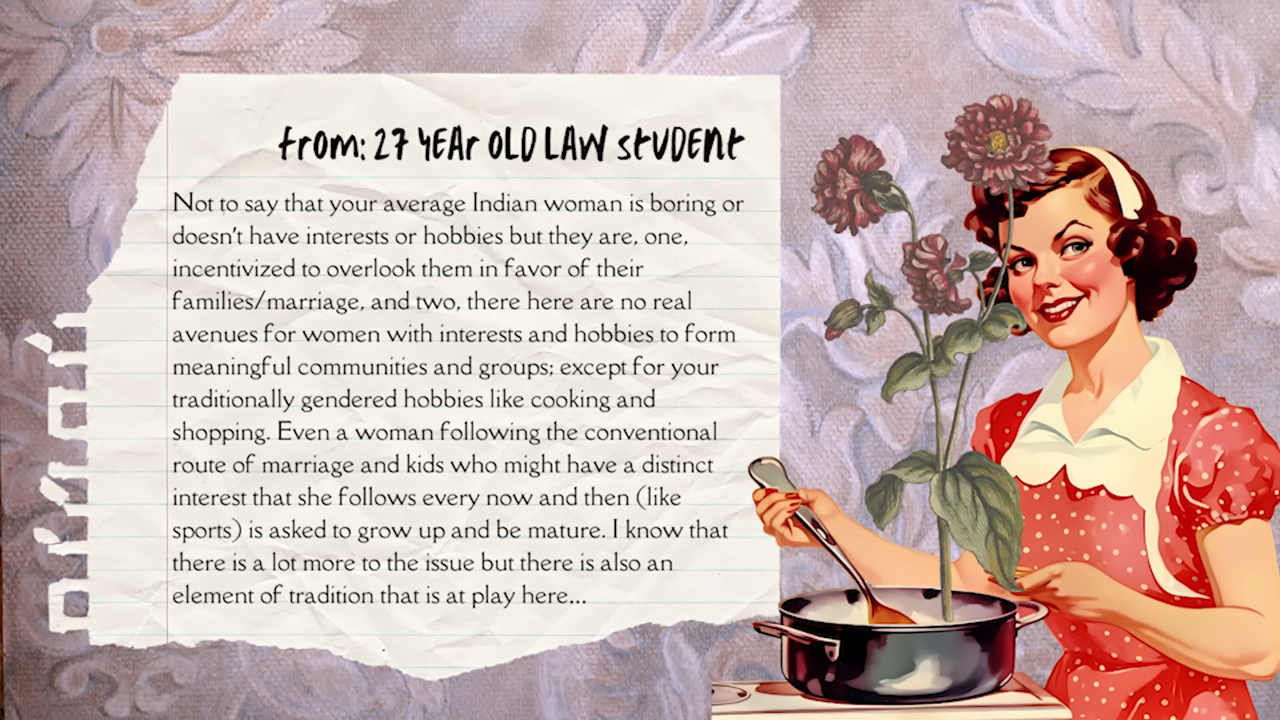 from: 27 YEAr OLD LAW StUDENt
Not to say that your average Indian woman is boring or
doesn't have interests or hobbies but they are, one,
incentivized to overlook them in favor of their
families/marriage, and two, there here are no real
avenues for women with interests and hobbies to form
meaningful communities and groups; except for your
traditionally gendered hobbies like cooking and
shopping. Even a woman following the conventional
route of marriage and kids who might have a distinct
interest that she follows every now and then (like
sports) is asked to grow up and be mature. I know that
there is a lot more to the issue but there is also an
element of tradition that is at play here...